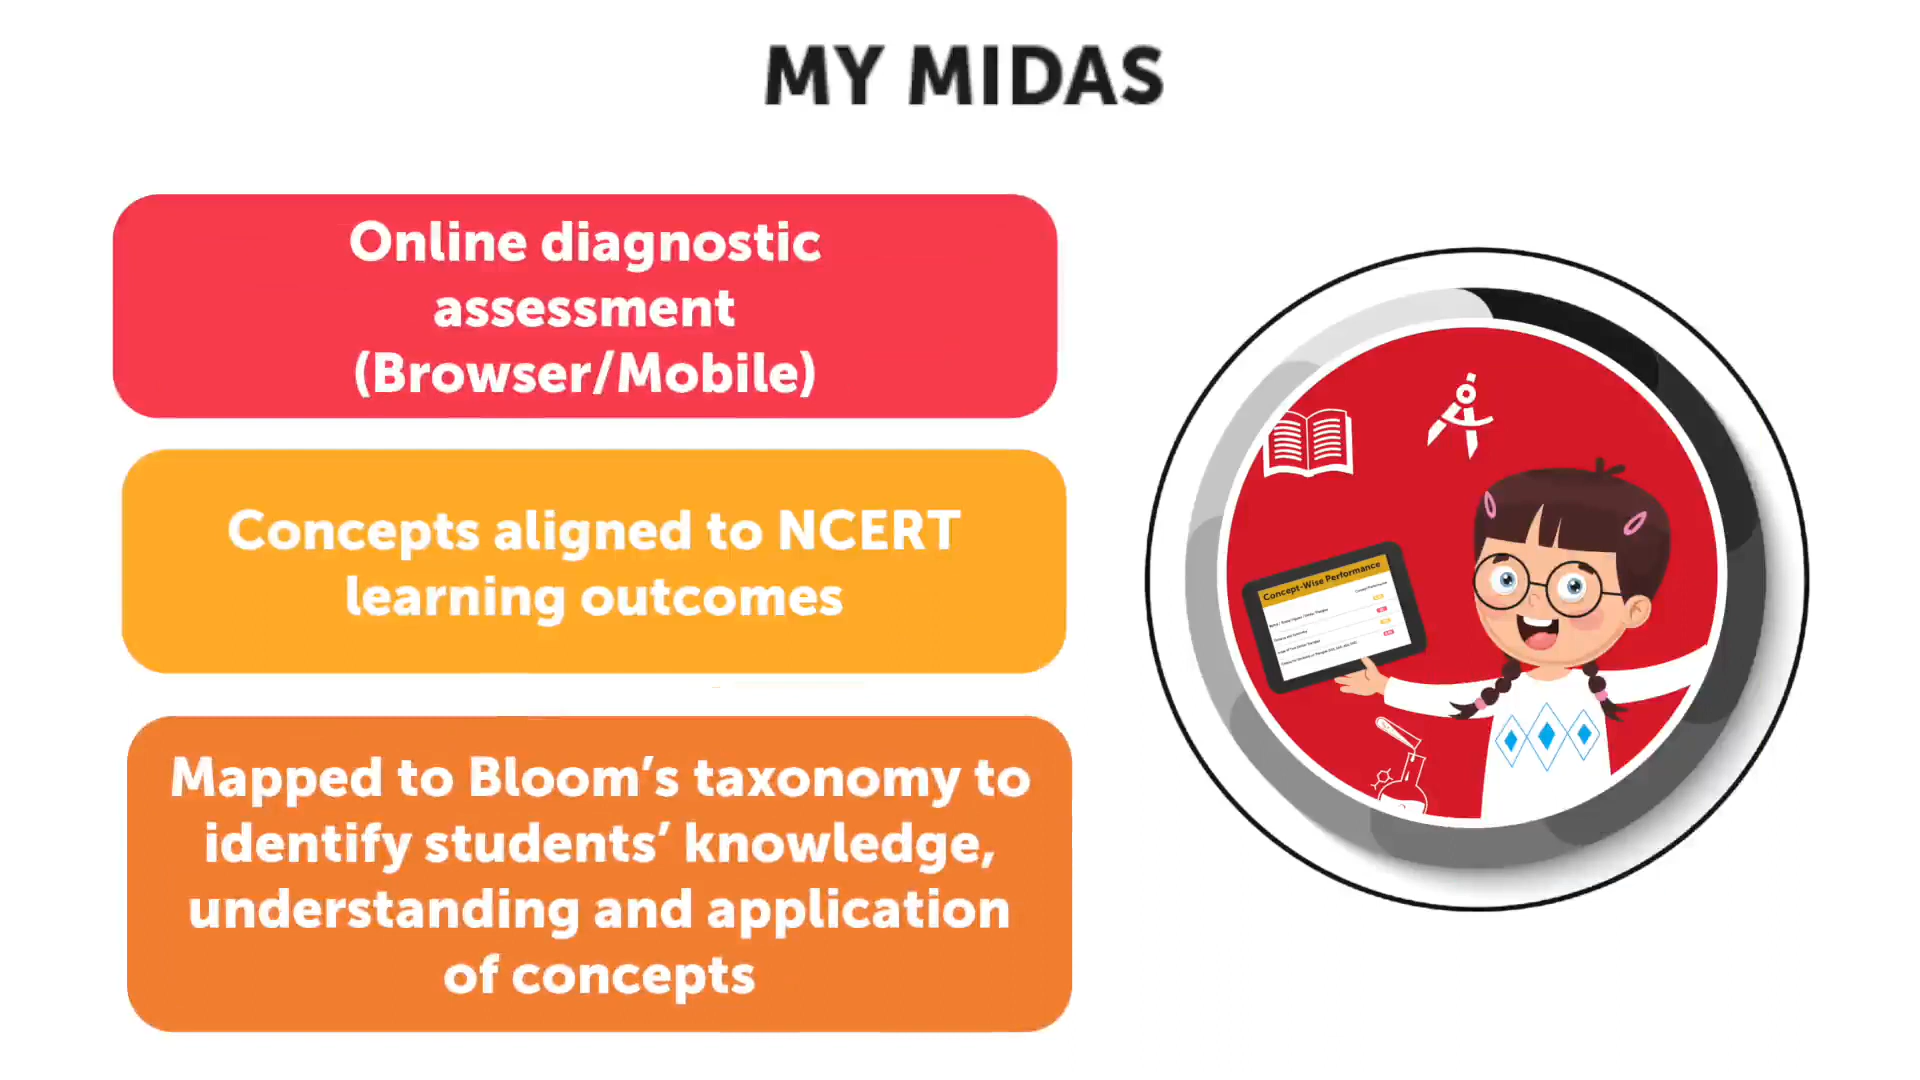 MY MIDAS
Online diagnostic
assessment
(Browser/Mobile)
Concepts aligned to NCERT
learning outcomes
Mapped to Bloom’s taxonomy to
identify students’ knowledge,
understanding and application
of concepts
Concept-Wise Performance